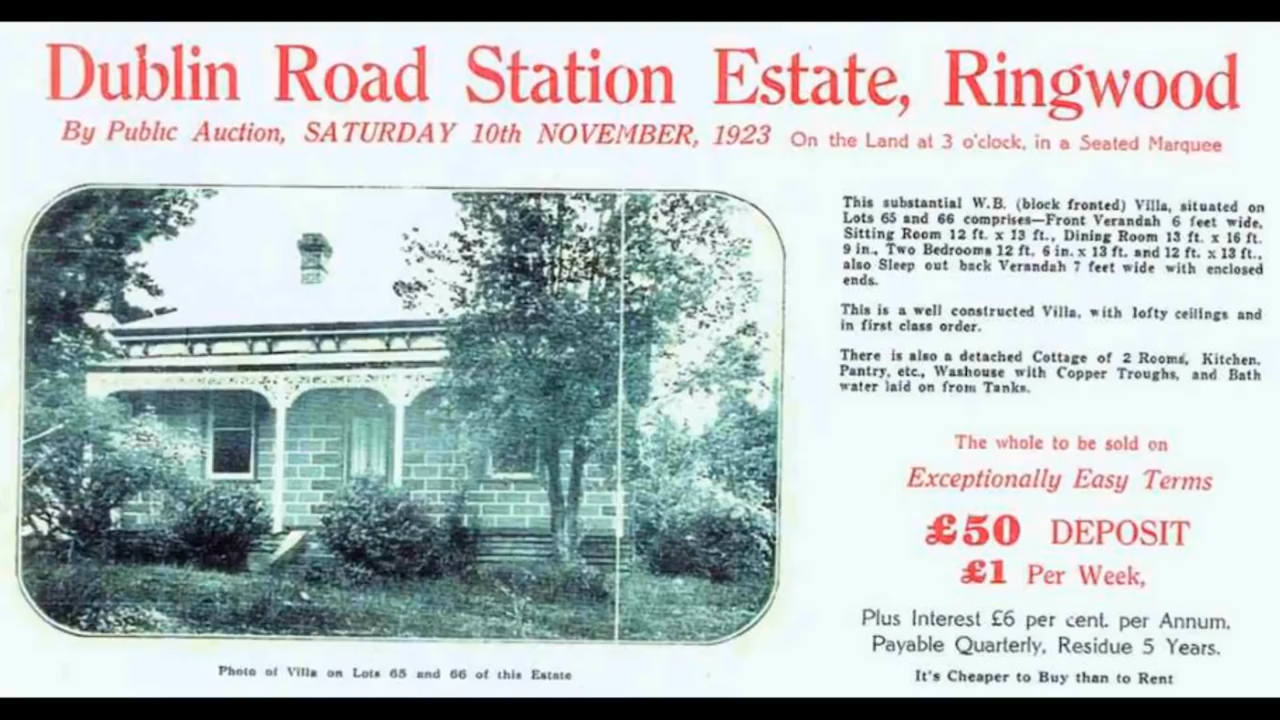 Dublin Road Station Estate, Ringwood
By Public Auction, SATURDAY 10th NOVEMBER, 1923 On the Land at 3 o'clock, in a Seated Marquee
This substantial W.B. (block fronted) Villa, situated on
Lots 65 and 66 comprises—Front Verandah 6 feet wide,
Sitting Room 12 ft. x 13 ft., Dining Room 13 ft. x 16 ft.
9 in., Two Bedrooms 12 ft. 6 in. x 13 ft. and 12 ft. x 13 ft.,
also Sleep out back Verandah 7 feet wide with enclosed
ends.
This is a well constructed Villa, with lofty ceilings and
in first class order.
There is also a detached Cottage of 2 Rooms, Kitchen,
Pantry, etc., Washouse with Copper Troughs, and Bath
water laid on from Tanks.
The whole to be sold on
Exceptionally Easy Terms
£50 DEPOSIT
£1 Per Week,
Plus Interest £6 per cent. per Annum,
Payable Quarterly, Residue 5 Years.
It's Cheaper to Buy than to Rent
Photo of Villa on Lots 65 and 66 of this Estate